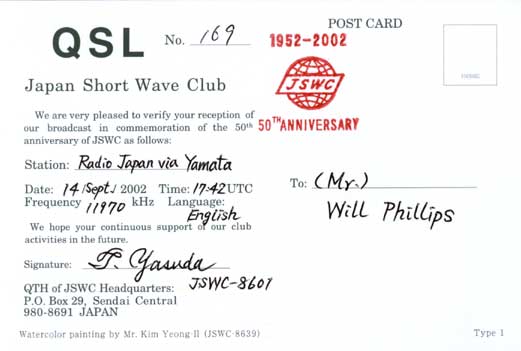 POST CARD
QSL No. 169
1952-2002
JSWC
50TH ANNIVERSARY
Japan Short Wave Club
We are very pleased to verify your reception of
our broadcast in commemoration of the 50th
anniversary of JSWC as follows:
Station: Radio Japan via Yamata
Date: 14/Sept./2002 Time: 17:42 UTC
Frequency 11970 kHz Language:
English
We hope your continuous support of our club
activities in the future.
Signature: T. Yasuda
JSWC-8601
QTH of JSWC Headquarters:
P.O. Box 29, Sendai Central
980-8691 JAPAN
To: (Mr.)
Will Phillips
Watercolor painting by Mr. Kim Yeong-Il (JSWC-8639)
Type 1